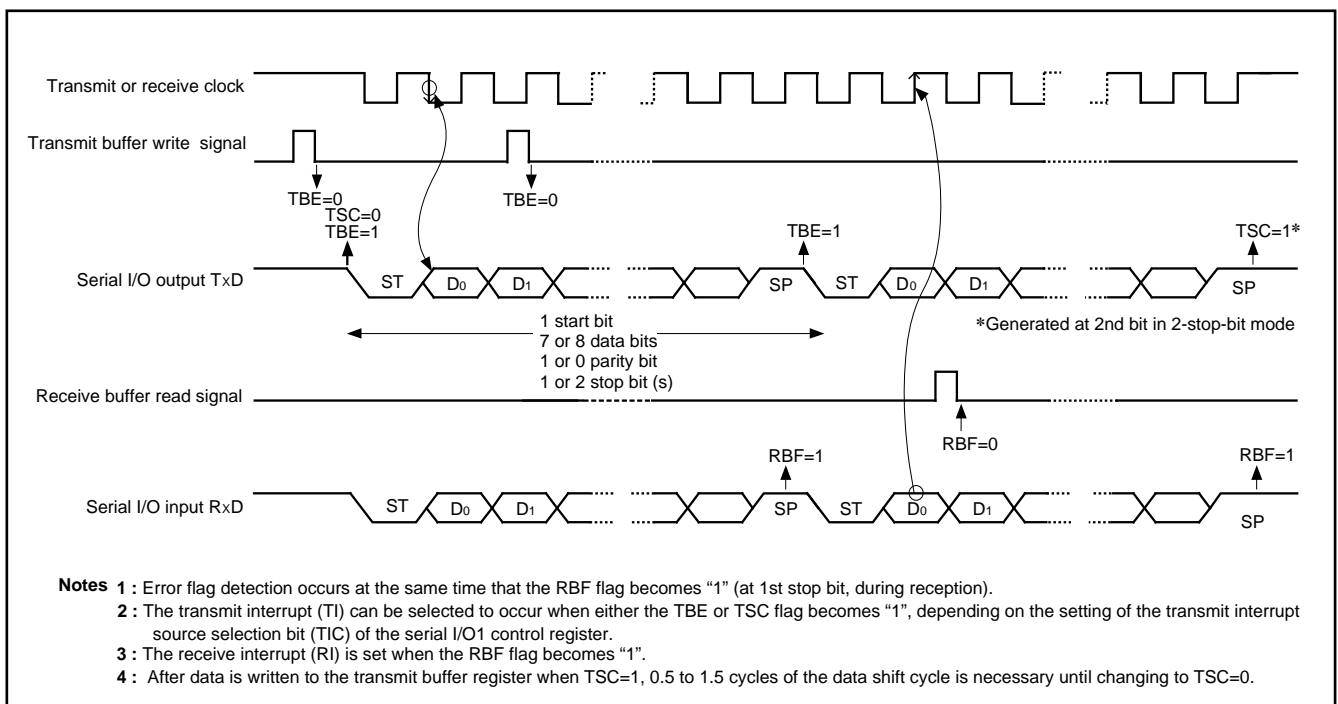 Transmit or receive clock
Transmit buffer write signal
TBE=0
TSC=0
TBE=1
TBE=0
TBE=1
TSC=1*
Serial I/O output TxD
ST
D0
D1
SP
ST
D0
D1
SP
1 start bit
7 or 8 data bits
1 or 0 parity bit
1 or 2 stop bit (s)
*Generated at 2nd bit in 2-stop-bit mode
Receive buffer read signal
RBF=0
RBF=1
RBF=1
Serial I/O input RxD
ST
D0
D1
SP
ST
D0
D1
SP
Notes 1 : Error flag detection occurs at the same time that the RBF flag becomes “1” (at 1st stop bit, during reception).
2 : The transmit interrupt (TI) can be selected to occur when either the TBE or TSC flag becomes “1”, depending on the setting of the transmit interrupt
source selection bit (TIC) of the serial I/O1 control register.
3 : The receive interrupt (RI) is set when the RBF flag becomes “1”.
4 : After data is written to the transmit buffer register when TSC=1, 0.5 to 1.5 cycles of the data shift cycle is necessary until changing to TSC=0.